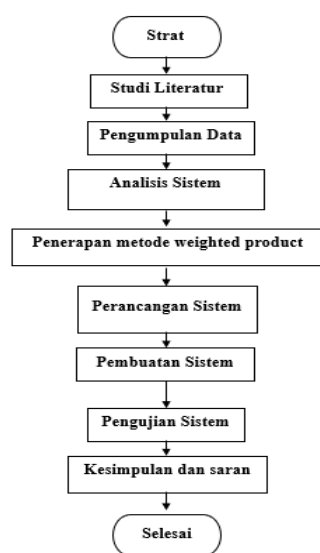 Strat
Studi Literatur
Pengumpulan Data
Analisis Sistem
Penerapan metode weighted product
Perancangan Sistem
Pembuatan Sistem
Pengujian Sistem
Kesimpulan dan saran
Selesai